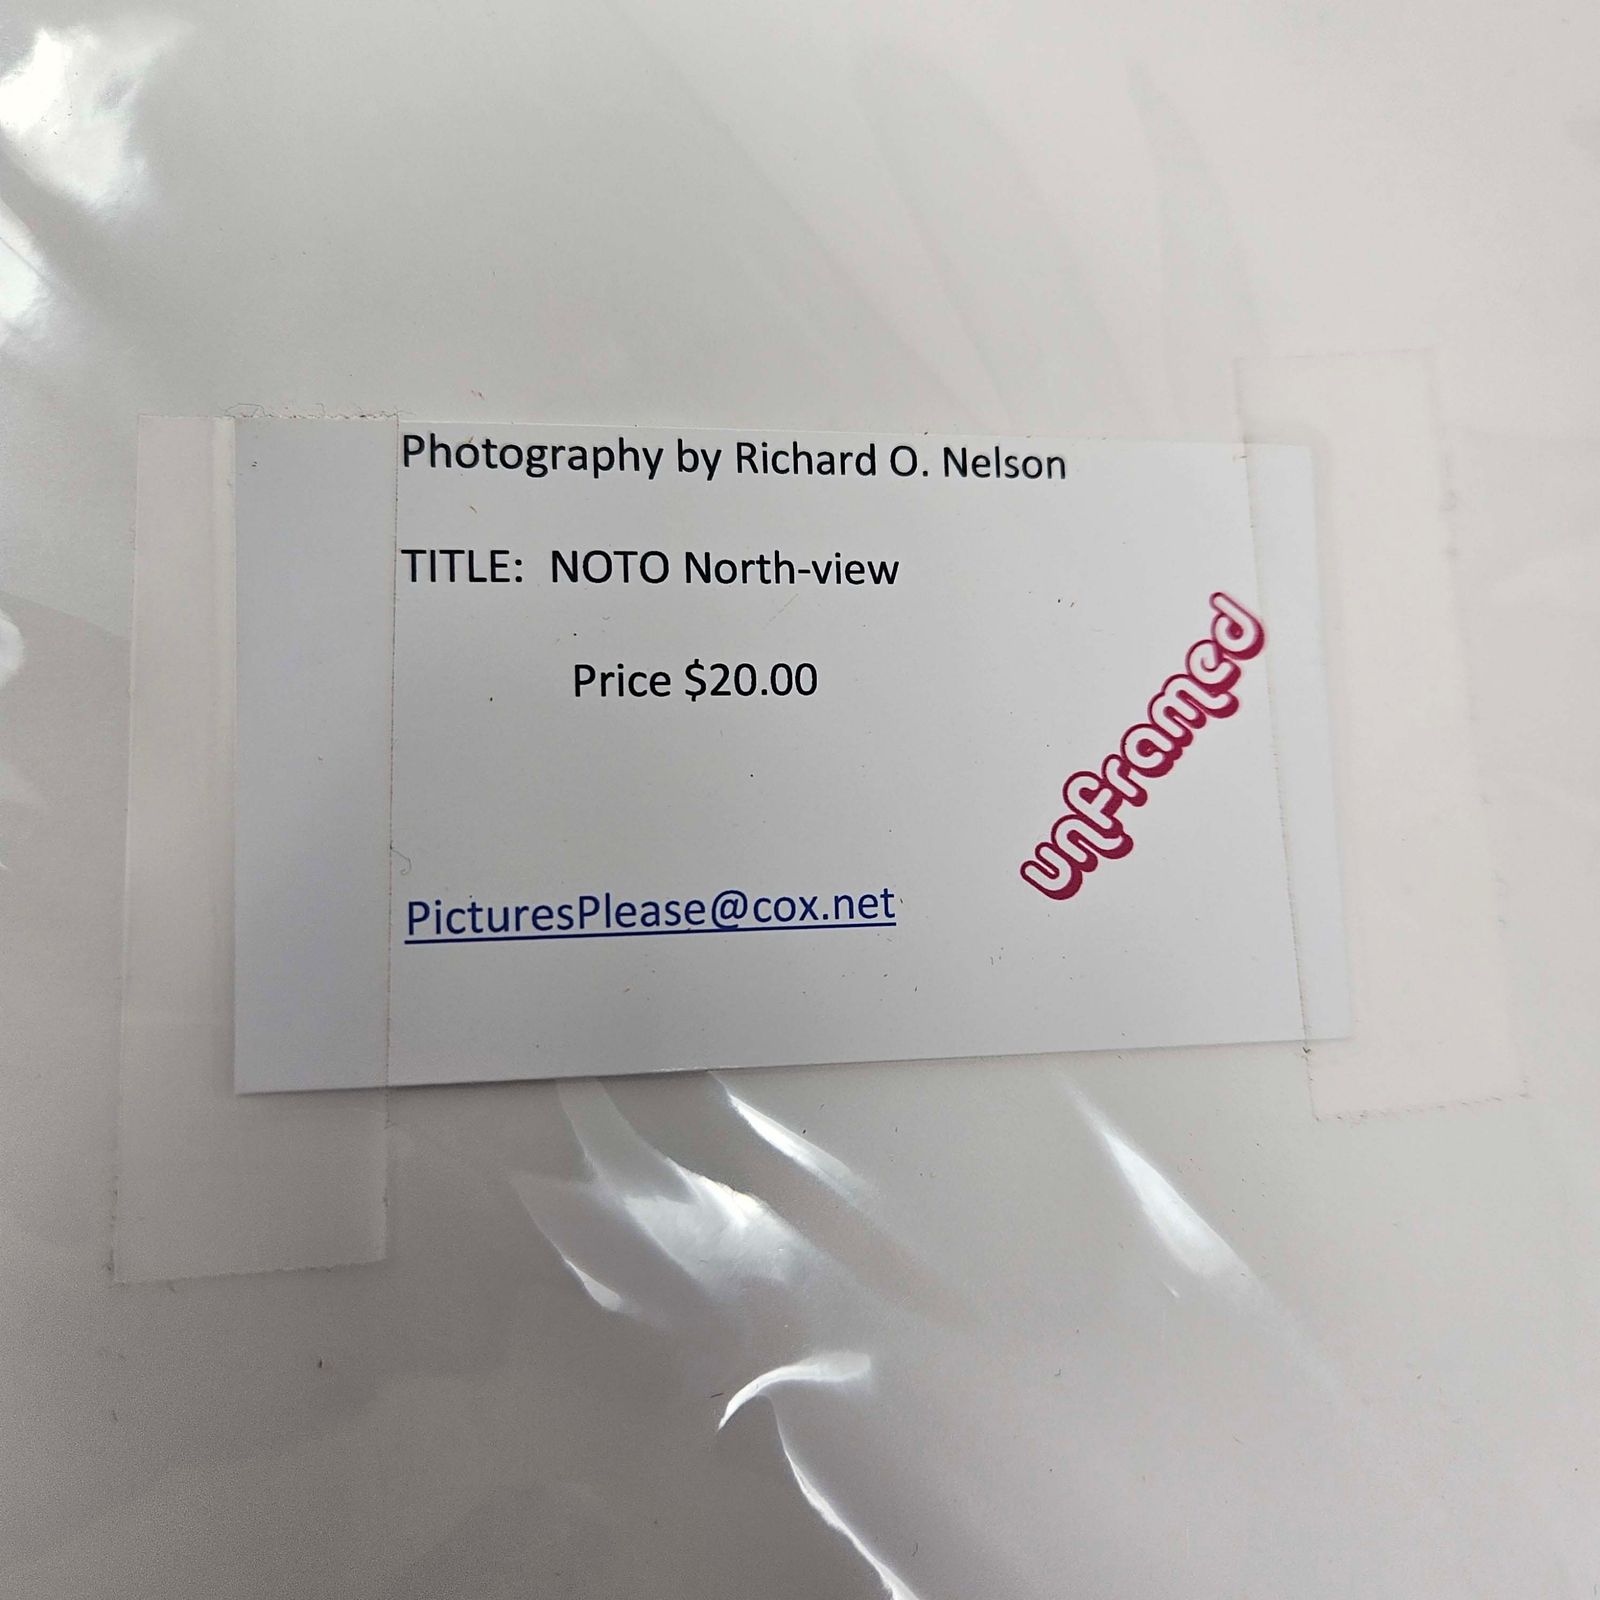 Photography by Richard O. Nelson
TITLE: NOTO North-view
Price $20.00
unframed
PicturesPlease@cox.net